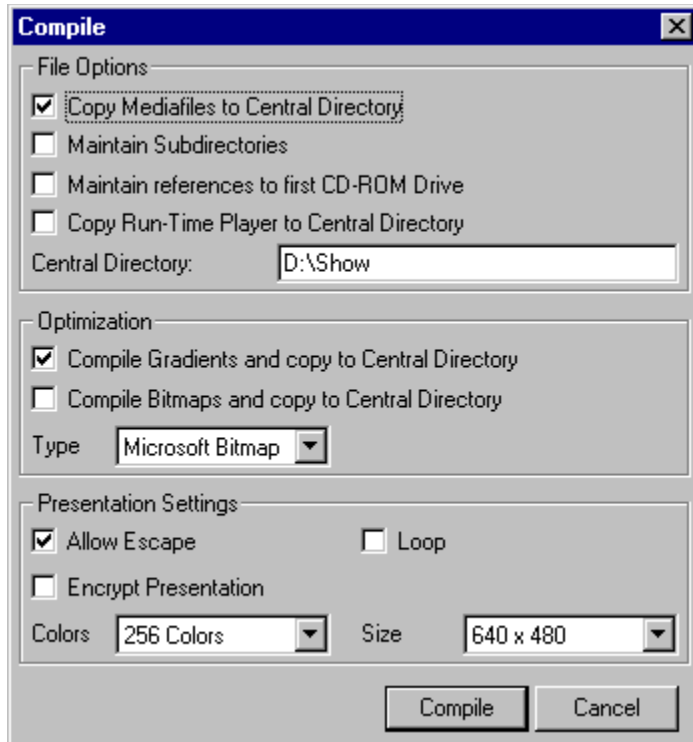 Compile
File Options
Copy Mediafiles to Central Directory
Maintain Subdirectories
Maintain references to first CD-ROM Drive
Copy Run-Time Player to Central Directory
Central Directory: D:\Show
Optimization
Compile Gradients and copy to Central Directory
Compile Bitmaps and copy to Central Directory
Type Microsoft Bitmap
Presentation Settings
Allow Escape Loop
Encrypt Presentation
Colors 256 Colors Size 640 x 480
Compile Cancel